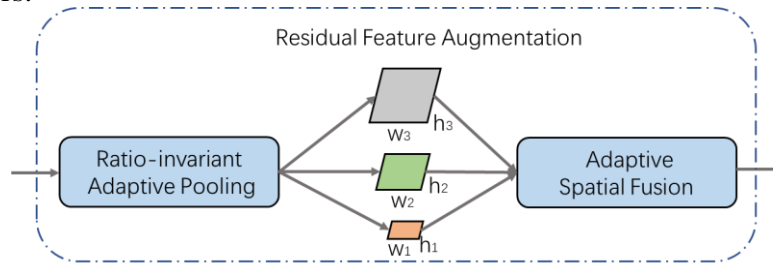 Residual Feature Augmentation
w3 h3
Ratio-invariant
Adaptive Pooling
w2 h2
Adaptive
Spatial Fusion
w1 h1